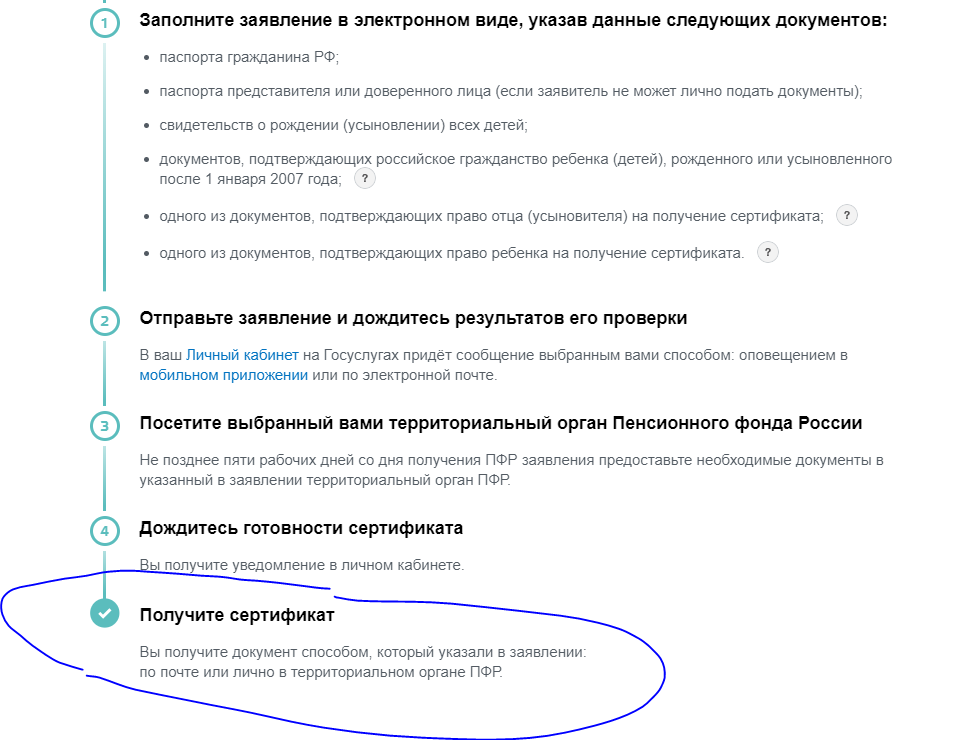 1 Заполните заявление в электронном виде, указав данные следующих документов:
• паспорта гражданина РФ;
• паспорта представителя или доверенного лица (если заявитель не может лично подать документы);
• свидетельств о рождении (усыновлении) всех детей;
• документов, подтверждающих российское гражданство ребенка (детей), рожденного или усыновленного
после 1 января 2007 года; ?
• одного из документов, подтверждающих право отца (усыновителя) на получение сертификата; ?
• одного из документов, подтверждающих право ребенка на получение сертификата. ?
2 Отправьте заявление и дождитесь результатов его проверки
В ваш Личный кабинет на Госуслугах придёт сообщение выбранным вами способом: оповещением в
мобильном приложении или по электронной почте.
3 Посетите выбранный вами территориальный орган Пенсионного фонда России
Не позднее пяти рабочих дней со дня получения ПФР заявления предоставьте необходимые документы в
указанный в заявлении территориальный орган ПФР.
4 Дождитесь готовности сертификата
Вы получите уведомление в личном кабинете.
Получите сертификат
Вы получите документ способом, который указали в заявлении:
по почте или лично в территориальном органе ПФР.